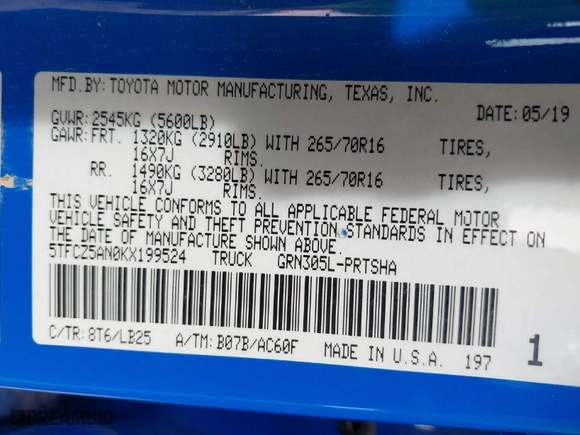 MFD.BY: TOYOTA MOTOR MANUFACTURING, TEXAS, INC.
DATE: 05/19
GVWR: 2545KG (5600LB)
GAWR: FRT. 1320KG (2910LB) WITH 265/70R16 TIRES,
16X7J RIMS.
RR. 1490KG (3280LB) WITH 265/70R16 TIRES,
16X7J RIMS.
THIS VEHICLE CONFORMS TO ALL APPLICABLE FEDERAL MOTOR
VEHICLE SAFETY AND THEFT PREVENTION STANDARDS IN EFFECT ON
THE DATE OF MANUFACTURE SHOWN ABOVE.
5TFCZ5AN0KX199524 TRUCK GRN305L-PRTSHA
C/TR: 8T6/LB25 A/TM: B07B/AC60F MADE IN U.S.A. 197
1
DREAMBID